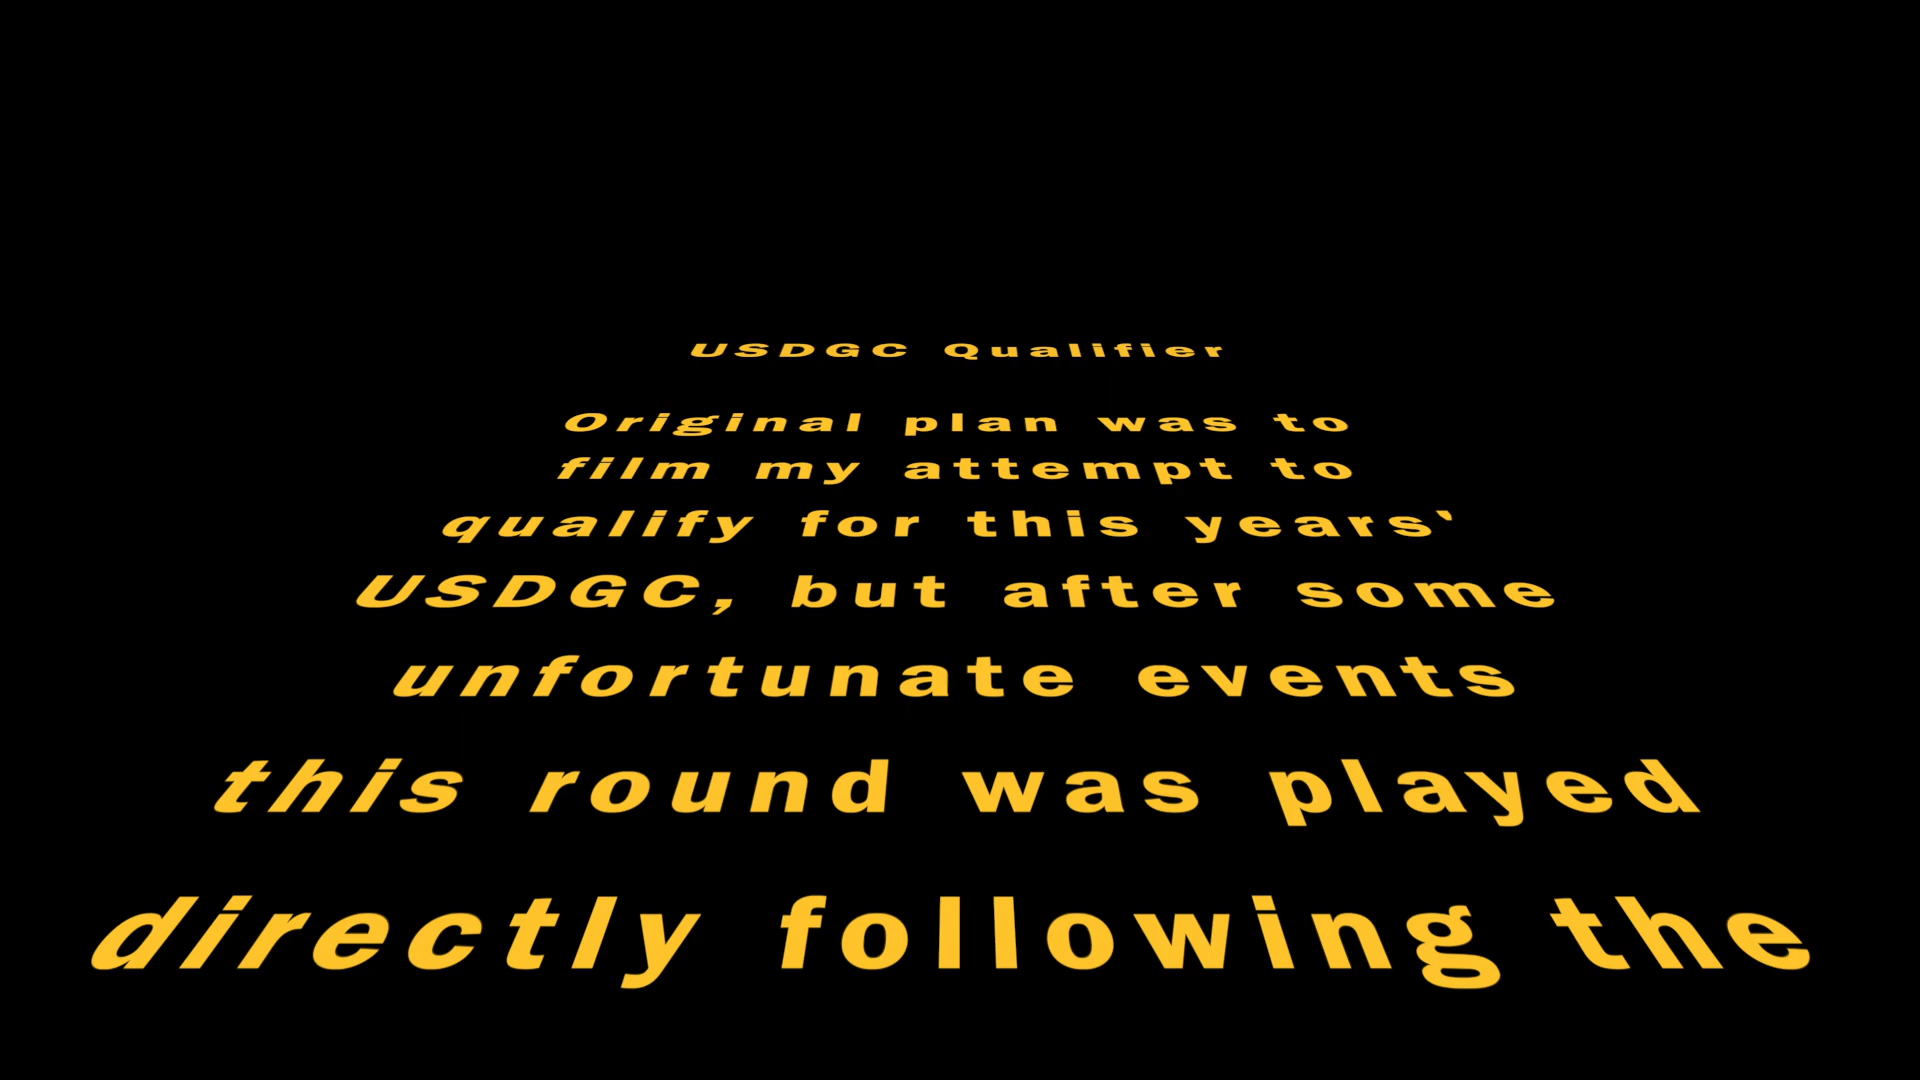 USDGC Qualifier
Original plan was to
film my attempt to
qualify for this years'
USDGC, but after some
unfortunate events
this round was played
directly following the